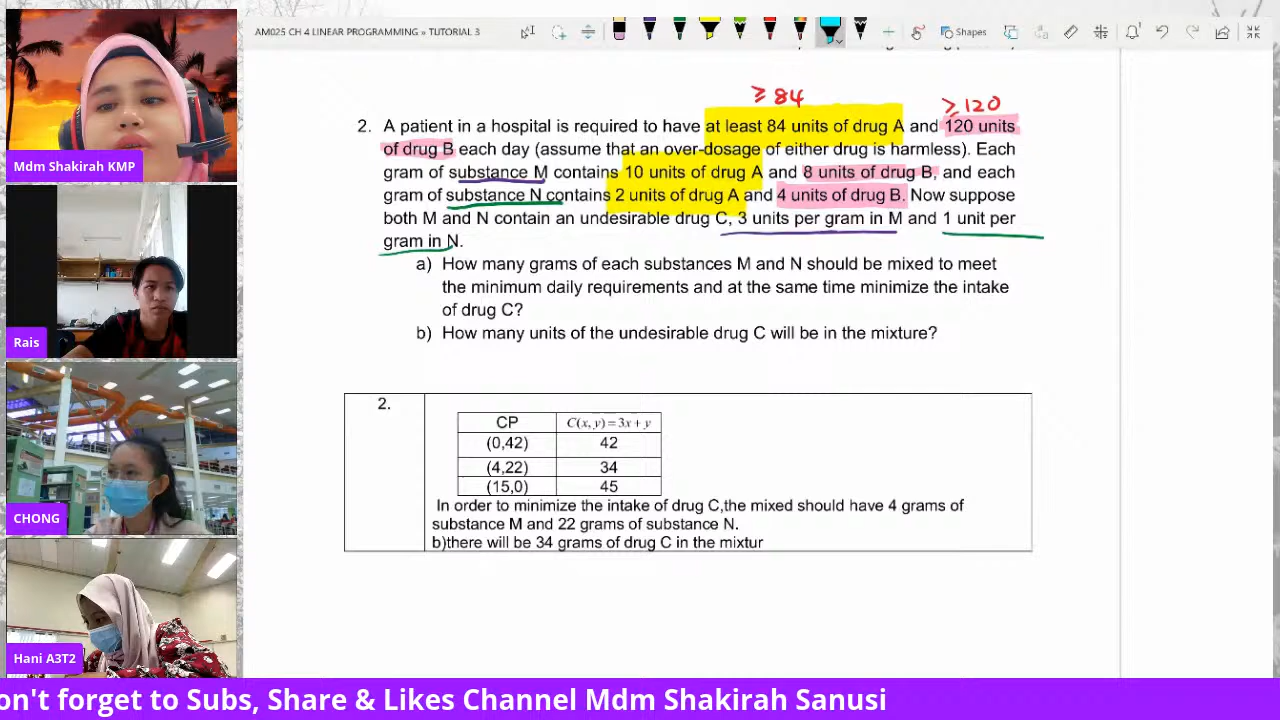 AM025 CH 4 LINEAR PROGRAMMING » TUTORIAL 3
Shapes
≥ 84
≥ 120
2. A patient in a hospital is required to have at least 84 units of drug A and 120 units
of drug B each day (assume that an over-dosage of either drug is harmless). Each
gram of substance M contains 10 units of drug A and 8 units of drug B, and each
gram of substance N contains 2 units of drug A and 4 units of drug B. Now suppose
both M and N contain an undesirable drug C, 3 units per gram in M and 1 unit per
gram in N.
a) How many grams of each substances M and N should be mixed to meet
the minimum daily requirements and at the same time minimize the intake
of drug C?
b) How many units of the undesirable drug C will be in the mixture?
2.
CP C(x, y) = 3x + y
(0,42) 42
(4,22) 34
(15,0) 45
In order to minimize the intake of drug C,the mixed should have 4 grams of
substance M and 22 grams of substance N.
b)there will be 34 grams of drug C in the mixtur
Mdm Shakirah KMP
Rais
CHONG
Hani A3T2
on't forget to Subs, Share & Likes Channel Mdm Shakirah Sanusi